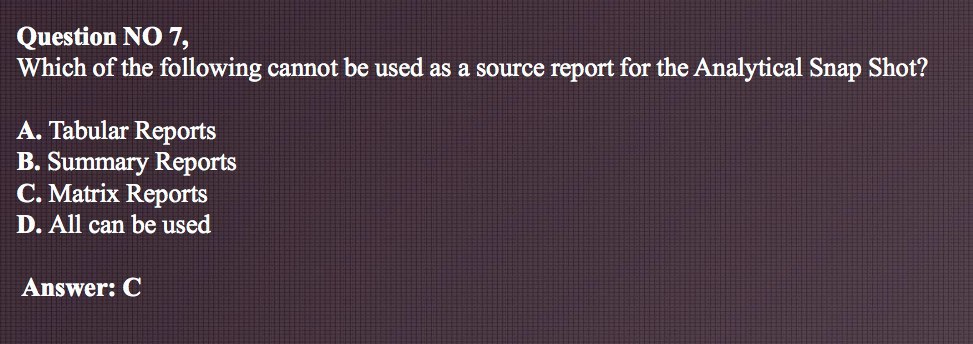 Question NO 7,
Which of the following cannot be used as a source report for the Analytical Snap Shot?
A. Tabular Reports
B. Summary Reports
C. Matrix Reports
D. All can be used
Answer: C